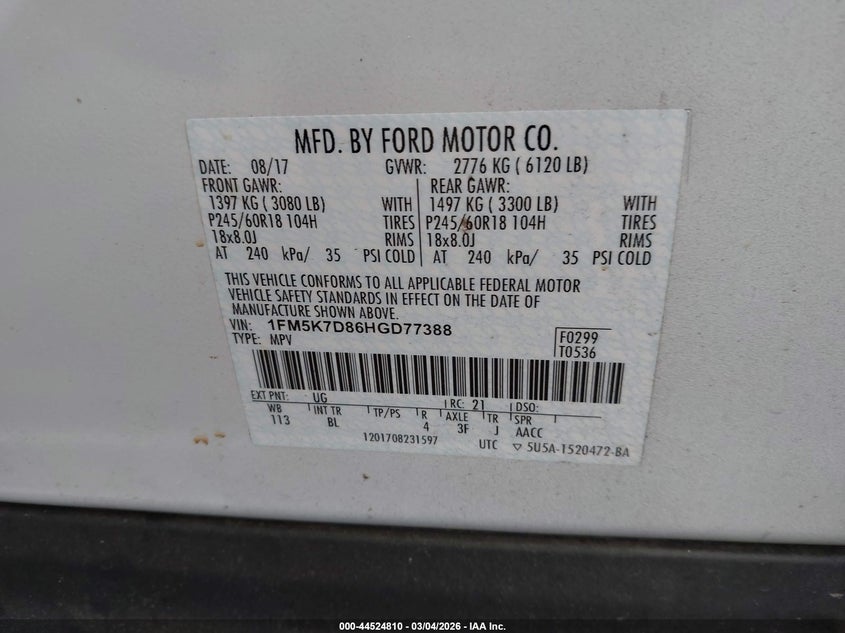 MFD. BY FORD MOTOR CO.
DATE: 08/17 GVWR: 2776 KG ( 6120 LB)
FRONT GAWR: REAR GAWR:
1397 KG ( 3080 LB) WITH 1497 KG ( 3300 LB) WITH
P245/60R18 104H TIRES P245/60R18 104H TIRES
18x8.0J RIMS 18x8.0J RIMS
AT 240 kPa/ 35 PSI COLD AT 240 kPa/ 35 PSI COLD
THIS VEHICLE CONFORMS TO ALL APPLICABLE FEDERAL MOTOR
VEHICLE SAFETY STANDARDS IN EFFECT ON THE DATE OF
MANUFACTURE SHOWN ABOVE.
VIN: 1FM5K7D86HGD77388 F0299
TYPE: MPV T0536
EXT PNT: UG RC: 21 DSO:
WB INT TR TP/PS R AXLE TR SPR
113 BL 4 3F J AACC
1201708231597 UTC ▽ 5U5A-1520472-BA
000-44524810 - 03/04/2026 - IAA Inc.